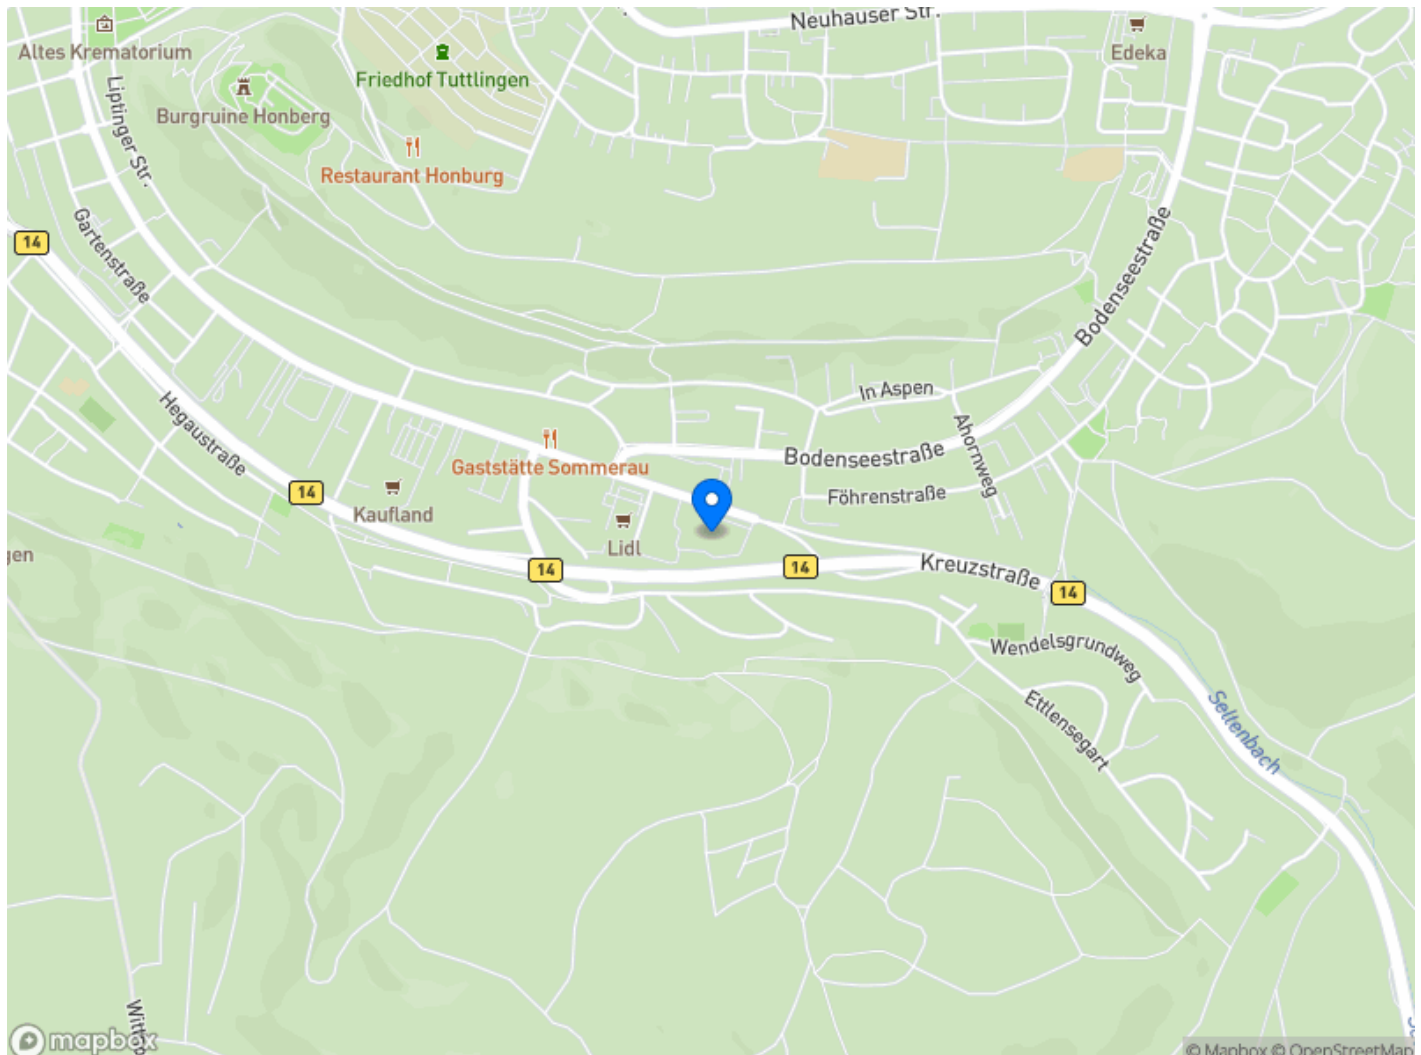 Neuhauser Str.
Edeka
Altes Krematorium
Friedhof Tuttlingen
Burgruine Honberg
Liptinger Str.
Restaurant Honburg
14
Gartenstraße
Bodenseestraße
In Aspen
Hegaustraße
Ahornweg
Gaststätte Sommerau
Bodenseestraße
14
Föhrenstraße
Kaufland
Lidl
14
14
Kreuzstraße
14
gen
Wendelsgrundweg
Ettlensegart
Seltenbach
mapbox
© Mapbox © OpenStreetMap